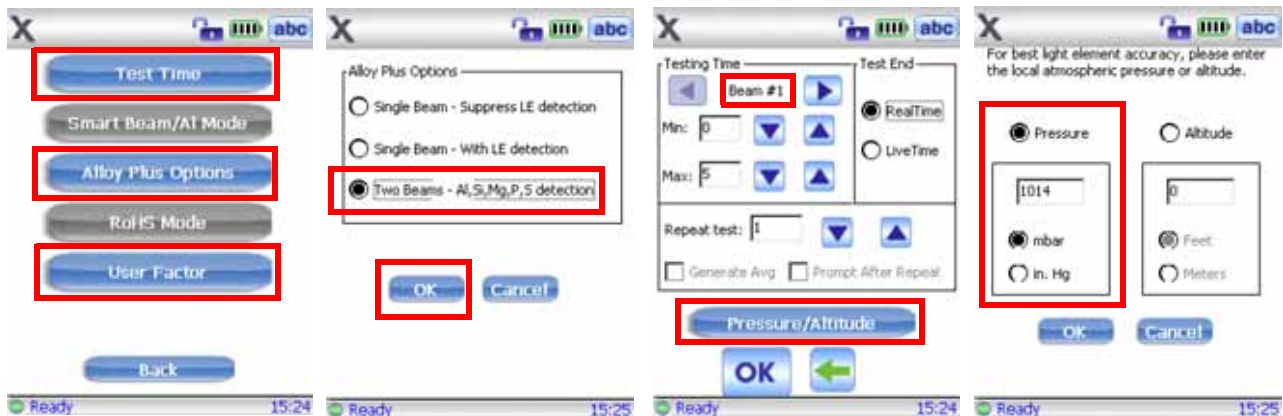 X abc
Test Time
Smart Beam/Al Mode
Alloy Plus Options
RoHS Mode
User Factor
Back
Ready 15:24
X abc
Alloy Plus Options
Single Beam - Suppress LE detection
Single Beam - With LE detection
Two Beams - Al,Si,Mg,P,S detection
OK Cancel
Ready 15:25
X abc
Testing Time Test End
Beam #1
Min: 0 RealTime
LiveTime
Max: 5
Repeat test: 1
Generate Avg Prompt After Repeat
Pressure/Altitude
OK
Ready 15:24
X abc
For best light element accuracy, please enter
the local atmospheric pressure or altitude.
Pressure Altitude
1014 0
mbar Feet
in. Hg Meters
OK Cancel
Ready 15:25